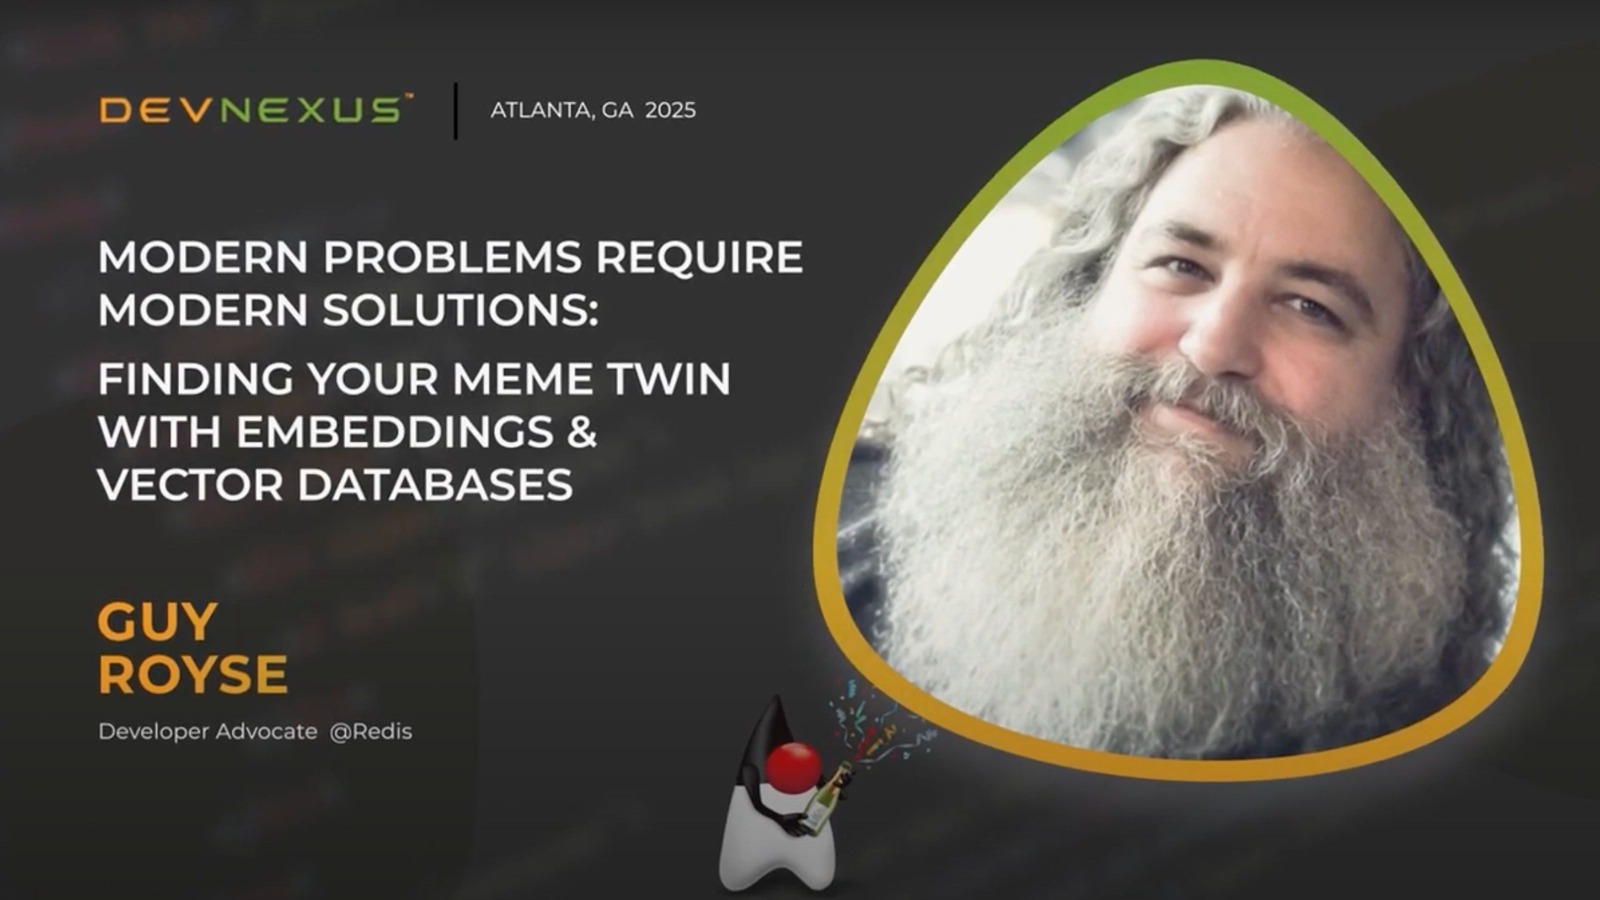 DEVNEXUS™
ATLANTA, GA 2025
MODERN PROBLEMS REQUIRE
MODERN SOLUTIONS:
FINDING YOUR MEME TWIN
WITH EMBEDDINGS &
VECTOR DATABASES
GUY
ROYSE
Developer Advocate @Redis